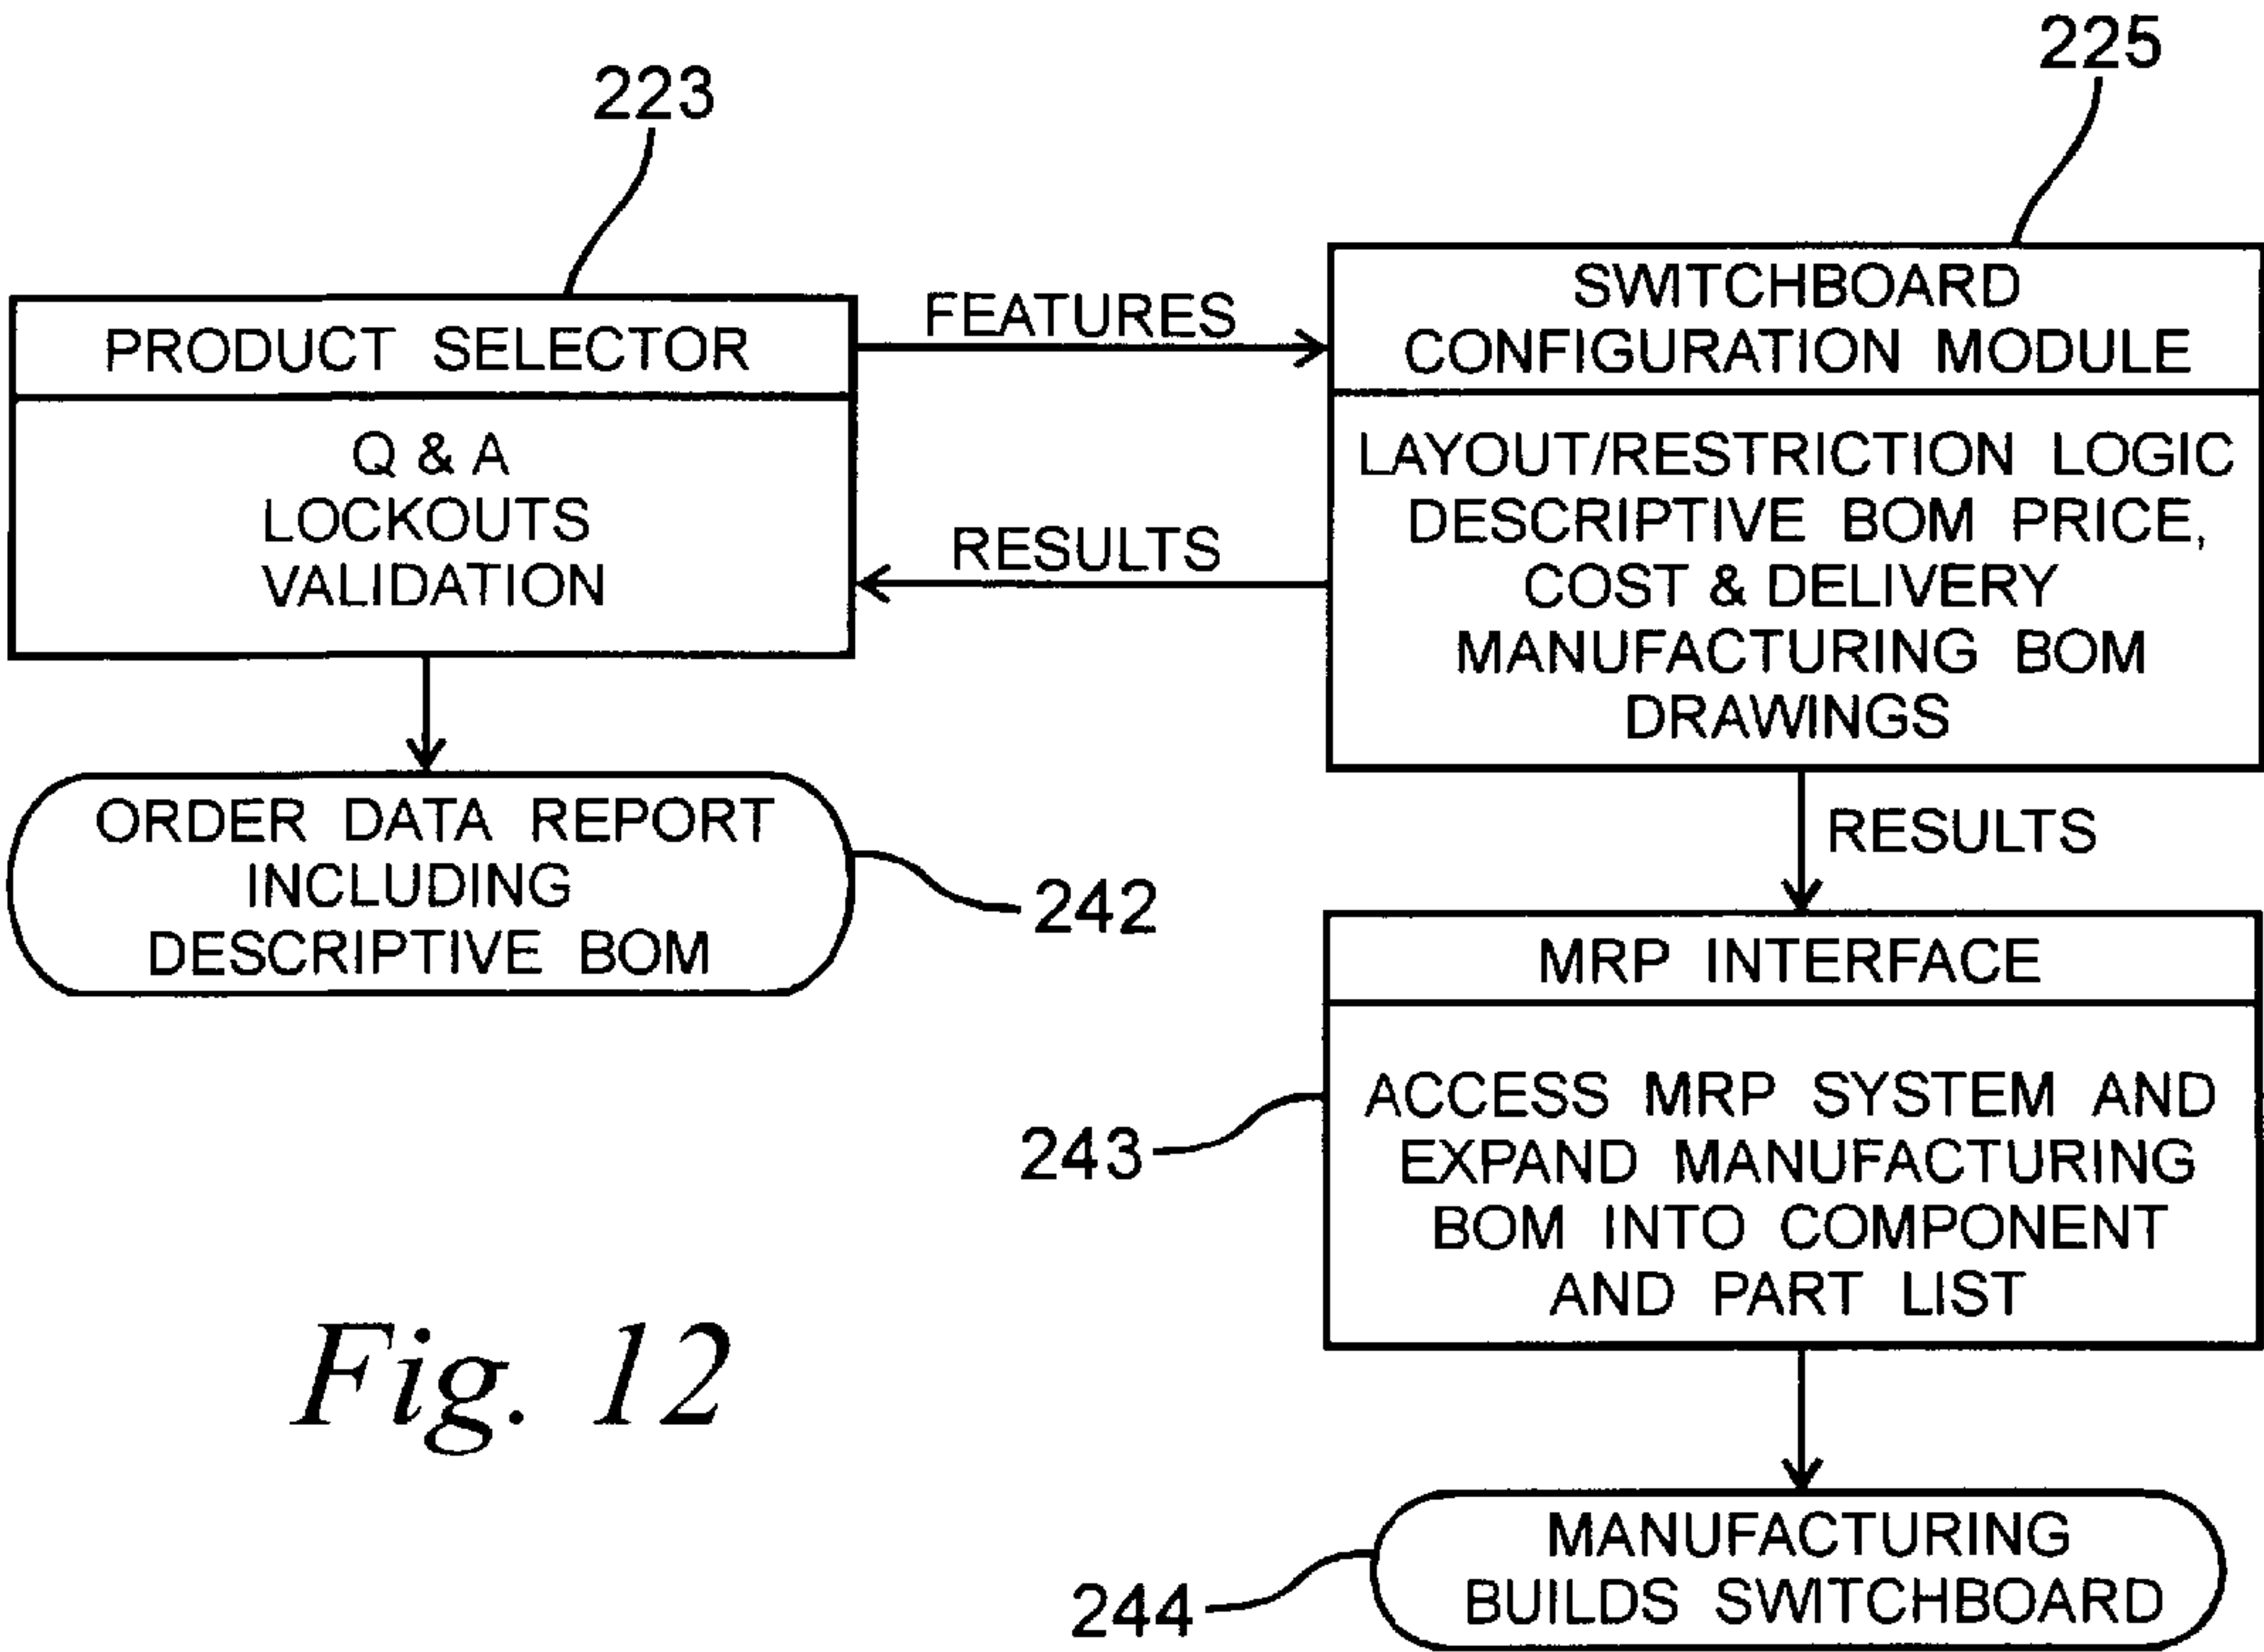 223
225
PRODUCT SELECTOR
Q & A
LOCKOUTS
VALIDATION
FEATURES
RESULTS
SWITCHBOARD
CONFIGURATION MODULE
LAYOUT/RESTRICTION LOGIC
DESCRIPTIVE BOM PRICE,
COST & DELIVERY
MANUFACTURING BOM
DRAWINGS
ORDER DATA REPORT
INCLUDING
DESCRIPTIVE BOM
242
RESULTS
MRP INTERFACE
243
ACCESS MRP SYSTEM AND
EXPAND MANUFACTURING
BOM INTO COMPONENT
AND PART LIST
Fig. 12
244
MANUFACTURING
BUILDS SWITCHBOARD